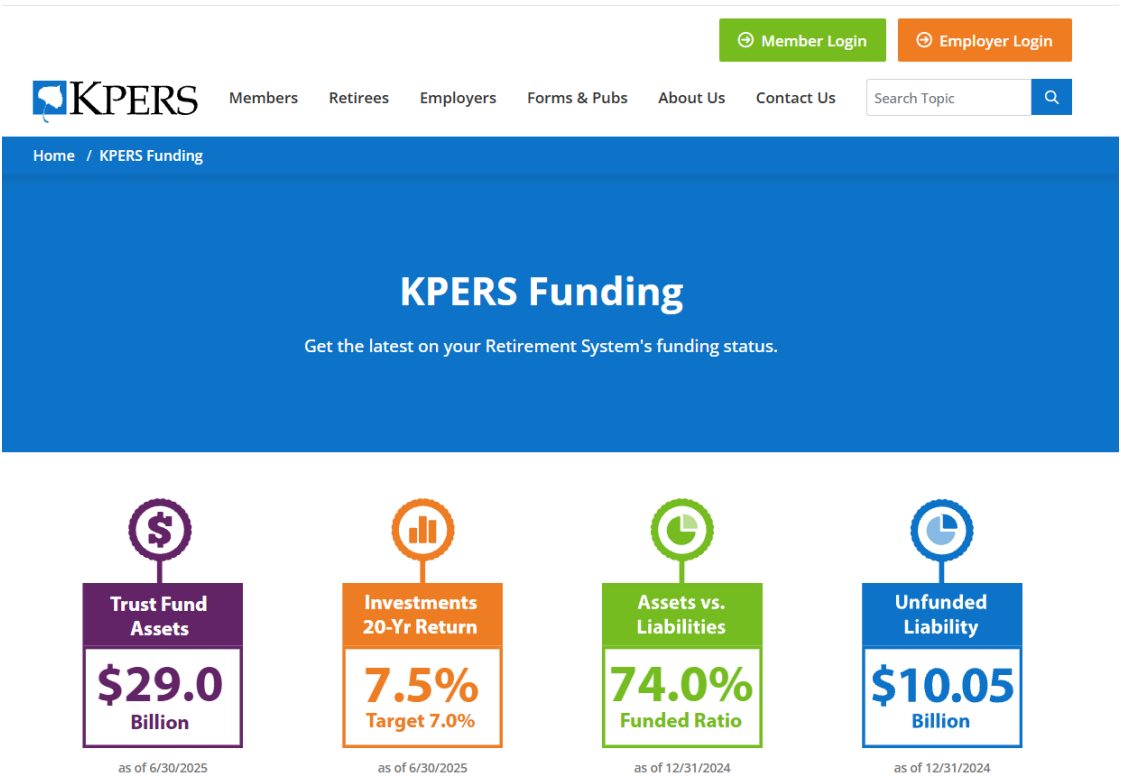 Member Login
Employer Login
KPERS
Members Retirees Employers Forms & Pubs About Us Contact Us Search Topic
Home / KPERS Funding
KPERS Funding
Get the latest on your Retirement System's funding status.
Trust Fund
Assets
$29.0
Billion
as of 6/30/2025
Investments
20-Yr Return
7.5%
Target 7.0%
as of 6/30/2025
Assets vs.
Liabilities
74.0%
Funded Ratio
as of 12/31/2024
Unfunded
Liability
$10.05
Billion
as of 12/31/2024